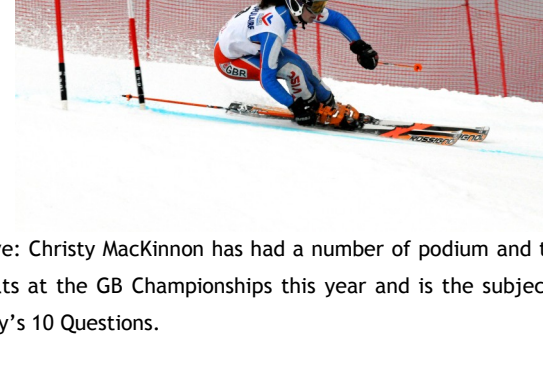 GBR
ROSSIGNOL
re: Christy MacKinnon has had a number of podium and t
ts at the GB Championships this year and is the subjec
y’s 10 Questions.